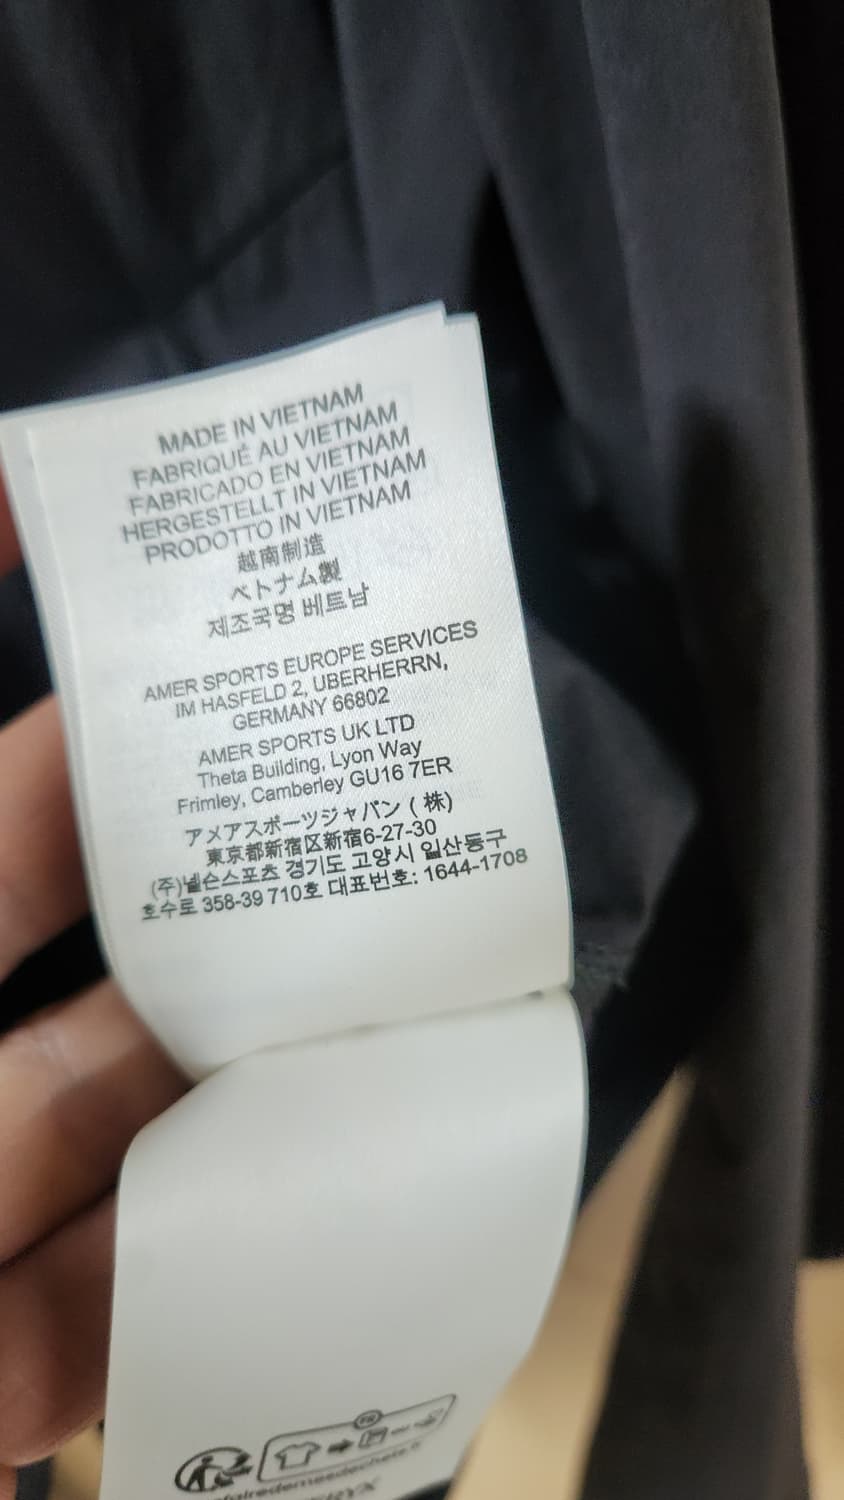 MADE IN VIETNAM
FABRIQUÉ AU VIETNAM
FABRICADO EN VIETNAM
HERGESTELLT IN VIETNAM
PRODOTTO IN VIETNAM
越南制造
ベトナム製
제조국명 베트남
AMER SPORTS EUROPE SERVICES
IM HASFELD 2, UBERHERRN,
GERMANY 66802
AMER SPORTS UK LTD
Theta Building, Lyon Way
Frimley, Camberley GU16 7ER
アメアスポーツジャパン (株)
東京都新宿区新宿6-27-30
(주)넬슨스포츠 경기도 고양시 일산동구
호수로 358-39 710호 대표번호: 1644-1708
FR